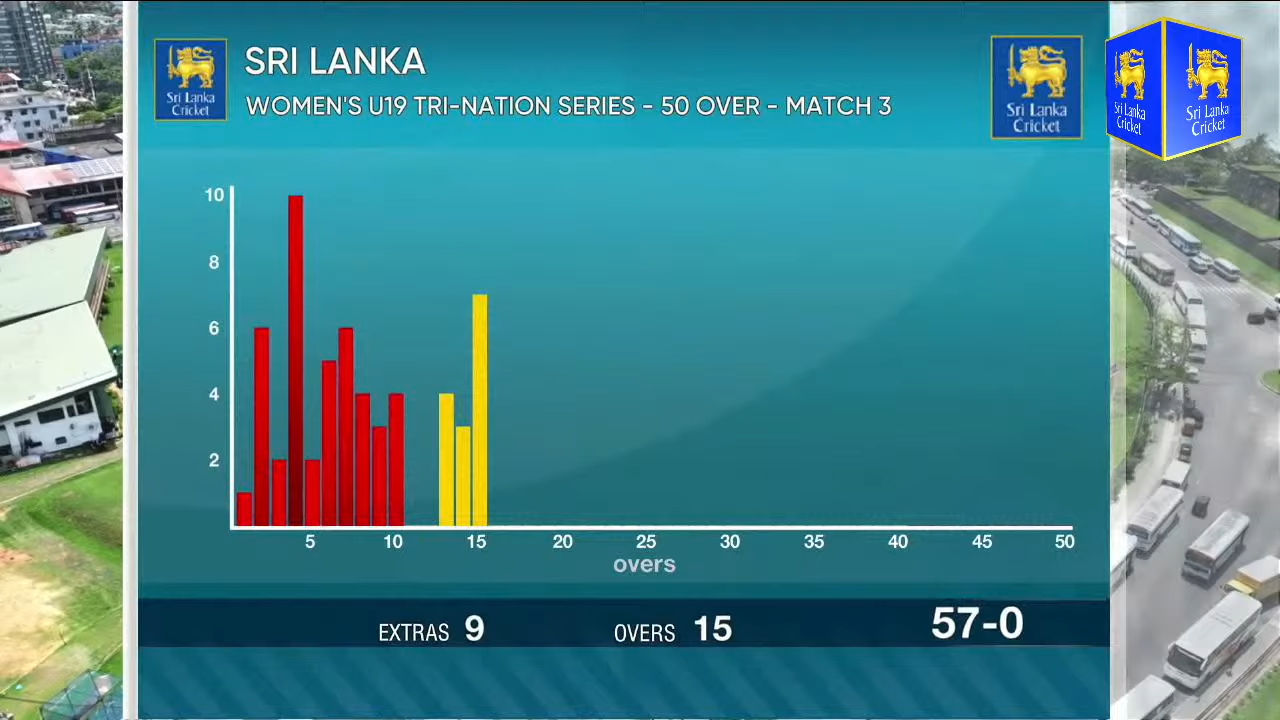 SRI LANKA
WOMEN'S U19 TRI-NATION SERIES - 50 OVER - MATCH 3
Sri Lanka
Cricket
Sri Lanka
Cricket
Sri Lanka
Cricket
Sri Lanka
Cricket
10
8
6
4
2
5 10 15 20 25 30 35 40 45 50
overs
EXTRAS 9 OVERS 15 57-0